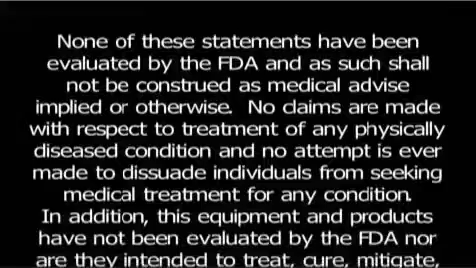 None of these statements have been
evaluated by the FDA and as such shall
not be construed as medical advise
implied or otherwise. No claims are made
with respect to treatment of any physically
diseased condition and no attempt is ever
made to dissuade individuals from seeking
medical treatment for any condition.
In addition, this equipment and products
have not been evaluated by the FDA nor
are they intended to treat, cure, mitigate,